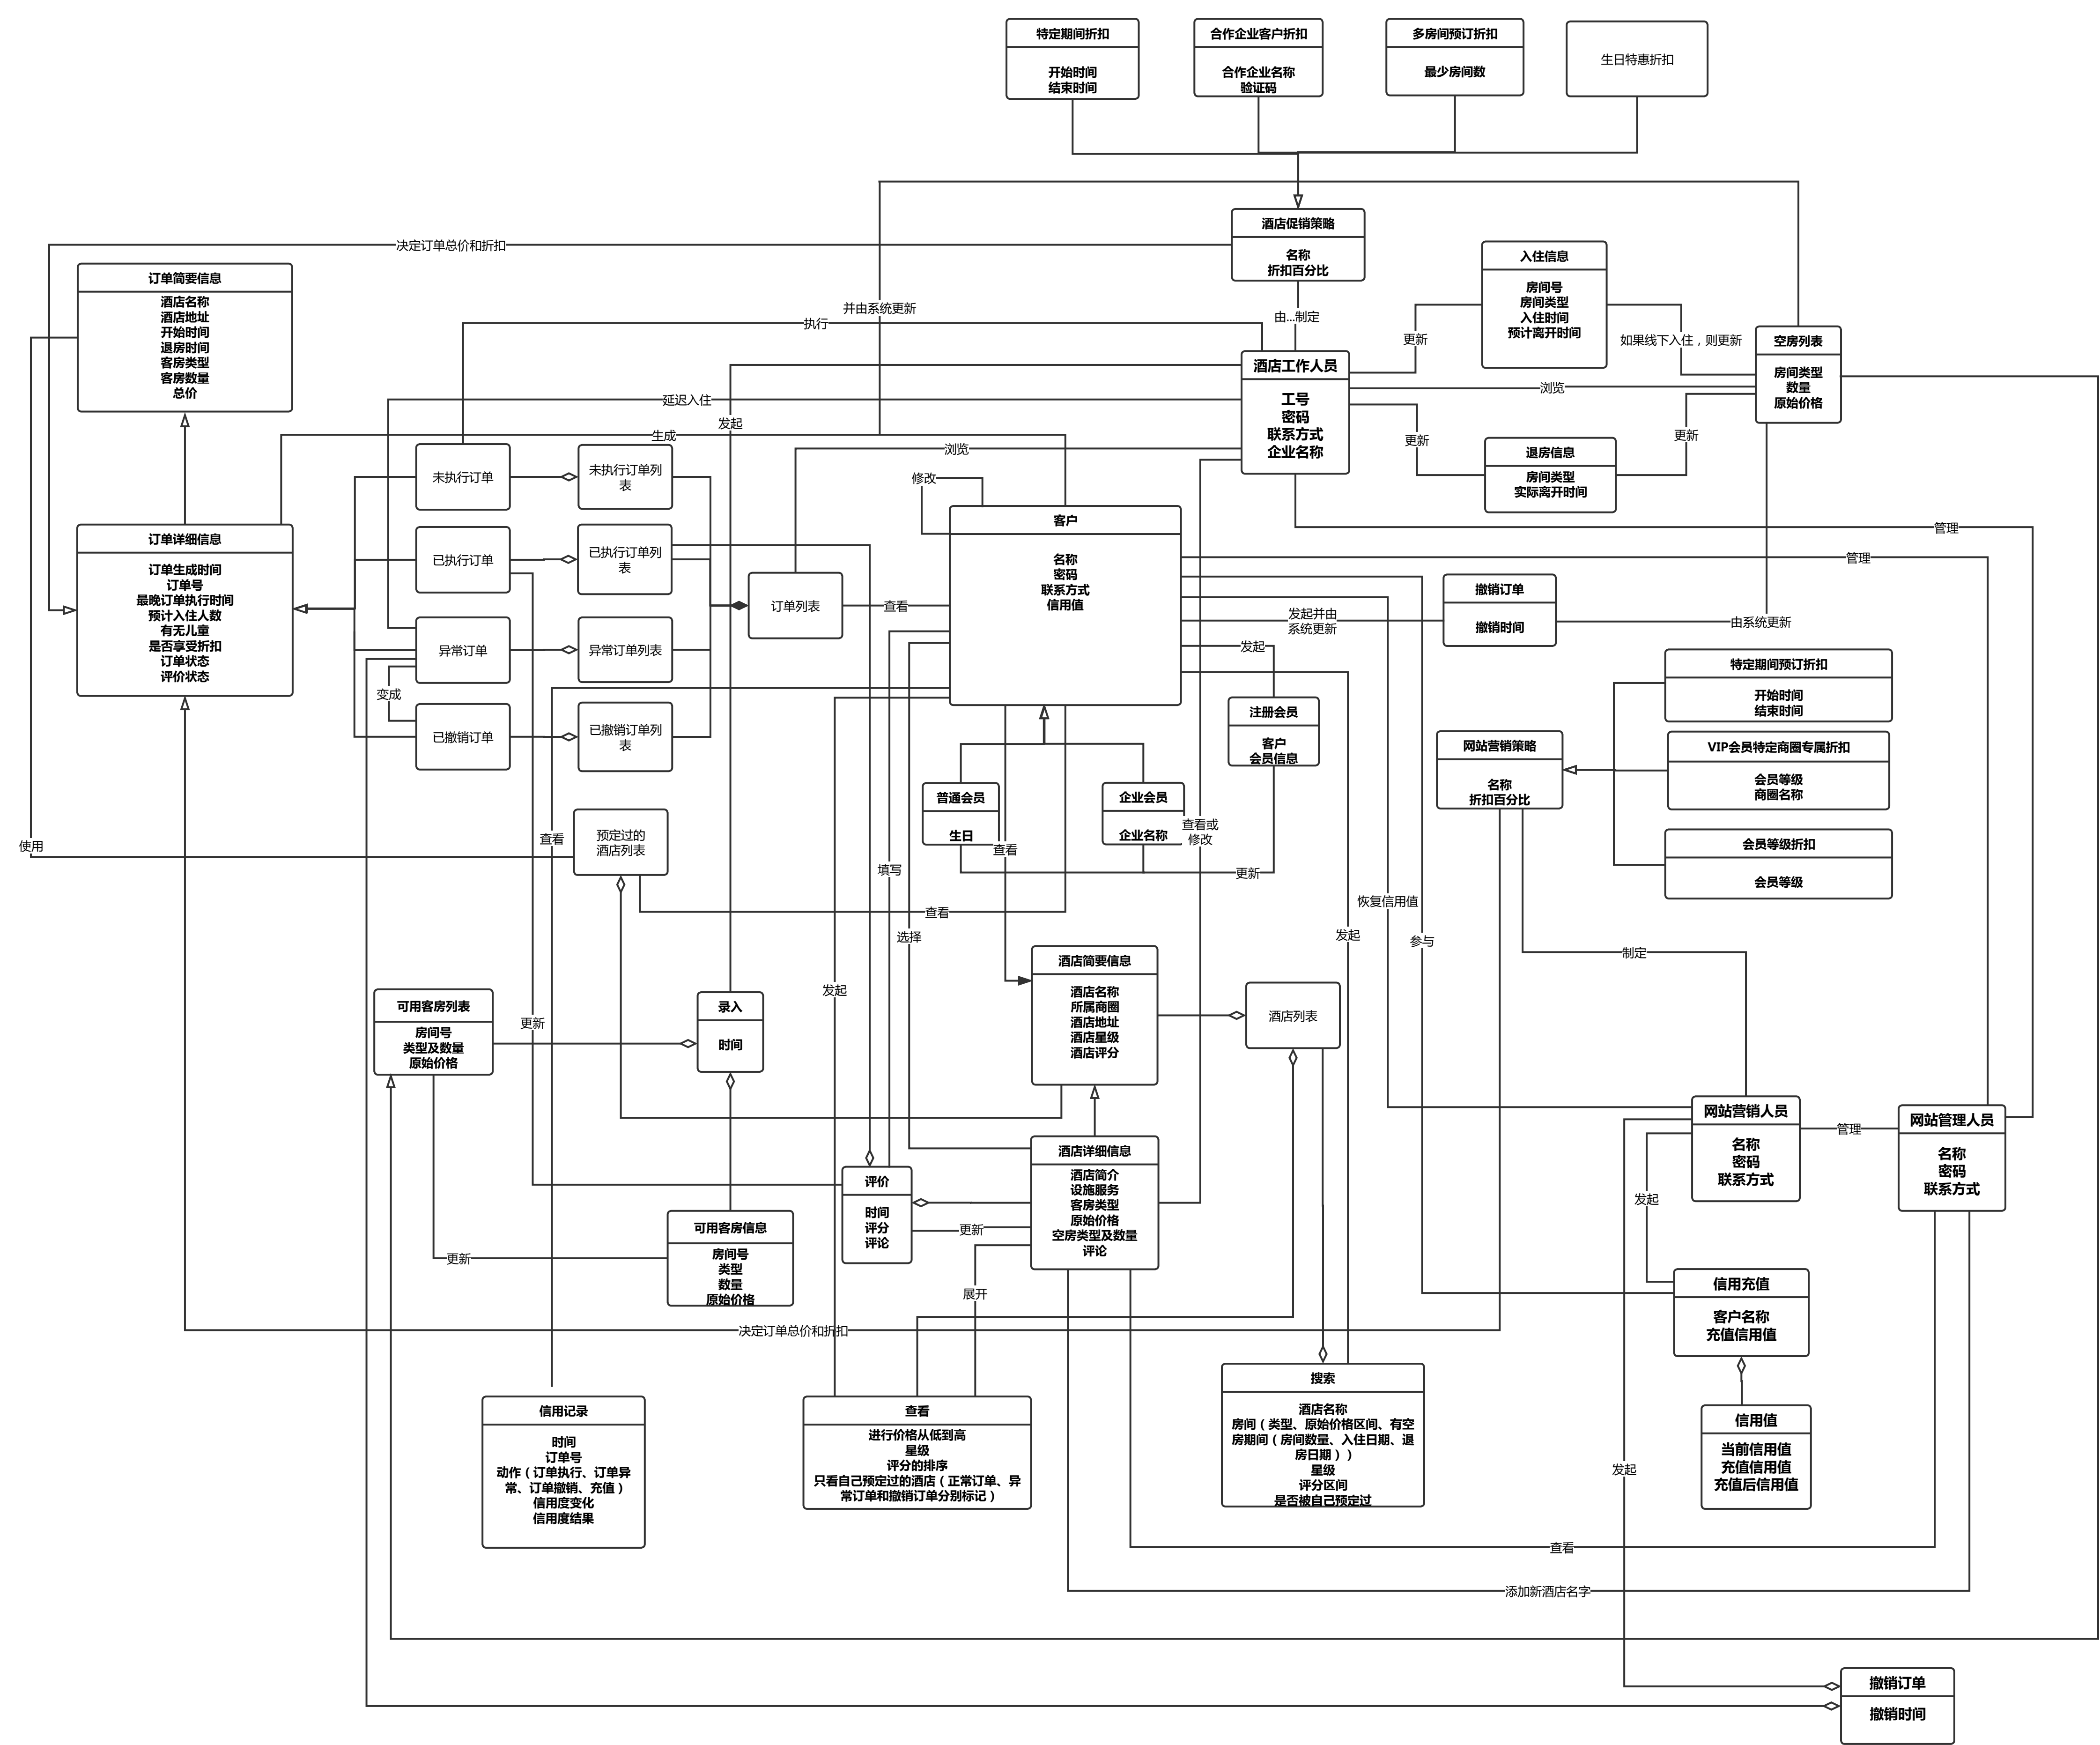 特定期间折扣
开始时间
结束时间
合作企业客户折扣
合作企业名称
验证码
多房间预订折扣
最少房间数
生日特惠折扣
酒店促销策略
名称
折扣百分比
决定订单总价和折扣
订单简要信息
酒店名称
酒店地址
开始时间
退房时间
客房类型
客房数量
总价
并由系统更新
执行
由...制定
入住信息
房间号
房间类型
入住时间
预计离开时间
更新
如果线下入住，则更新
空房列表
房间类型
数量
原始价格
酒店工作人员
工号
密码
联系方式
企业名称
浏览
延迟入住
发起
生成
浏览
更新
更新
退房信息
房间类型
实际离开时间
未执行订单
未执行订单列
表
修改
客户
名称
密码
联系方式
信用值
管理
管理
订单详细信息
订单生成时间
订单号
最晚订单执行时间
预计入住人数
有无儿童
是否享受折扣
订单状态
评价状态
已执行订单
已执行订单列
表
订单列表
查看
撤销订单
撤销时间
发起并由
系统更新
由系统更新
异常订单
异常订单列表
发起
变成
已撤销订单
已撤销订单列
表
注册会员
客户
会员信息
特定期间预订折扣
开始时间
结束时间
网站营销策略
名称
折扣百分比
VIP会员特定商圈专属折扣
会员等级
商圈名称
会员等级折扣
会员等级
普通会员
生日
企业会员
企业名称
查看或
修改
使用
预定过的
酒店列表
查看
查看
填写
更新
恢复信用值
查看
选择
发起
参与
制定
酒店简要信息
酒店名称
所属商圈
酒店地址
酒店星级
酒店评分
酒店列表
发起
可用客房列表
房间号
类型及数量
原始价格
更新
录入
时间
网站营销人员
名称
密码
联系方式
管理
网站管理人员
名称
密码
联系方式
酒店详细信息
酒店简介
设施服务
客房类型
原始价格
空房类型及数量
评论
评价
时间
评分
评论
更新
发起
可用客房信息
房间号
类型
数量
原始价格
更新
展开
信用充值
客户名称
充值信用值
决定订单总价和折扣
信用记录
时间
订单号
动作（订单执行、订单异
常、订单撤销、充值）
信用度变化
信用度结果
查看
进行价格从低到高
星级
评分的排序
只看自己预定过的酒店（正常订单、异
常订单和撤销订单分别标记）
搜索
酒店名称
房间（类型、原始价格区间、有空
房期间（房间数量、入住日期、退
房日期））
星级
评分区间
是否被自己预定过
信用值
当前信用值
充值信用值
充值后信用值
发起
查看
添加新酒店名字
撤销订单
撤销时间